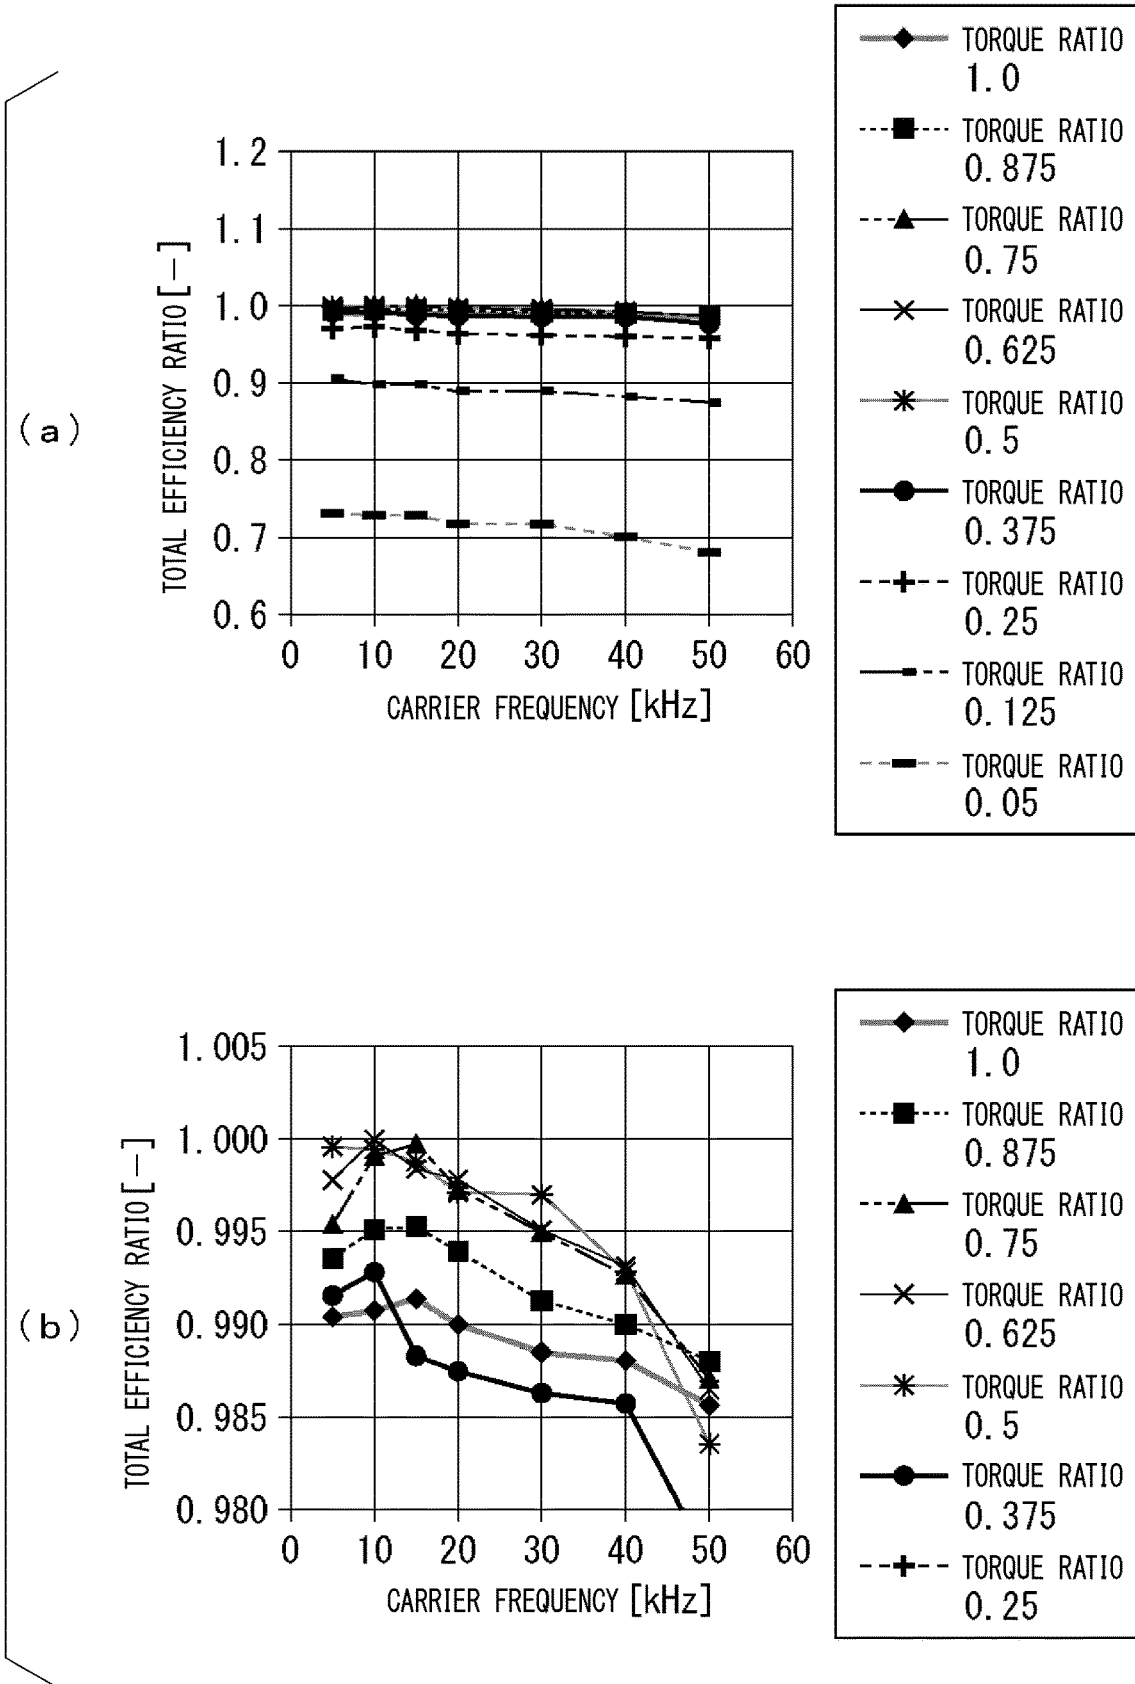 (a)
TOTAL EFFICIENCY RATIO[-]
1.2
1.1
1.0
0.9
0.8
0.7
0.6
0 10 20 30 40 50 60
CARRIER FREQUENCY [kHz]
TORQUE RATIO
1.0
TORQUE RATIO
0.875
TORQUE RATIO
0.75
TORQUE RATIO
0.625
TORQUE RATIO
0.5
TORQUE RATIO
0.375
TORQUE RATIO
0.25
TORQUE RATIO
0.125
TORQUE RATIO
0.05
(b)
TOTAL EFFICIENCY RATIO[-]
1.005
1.000
0.995
0.990
0.985
0.980
0 10 20 30 40 50 60
CARRIER FREQUENCY [kHz]
TORQUE RATIO
1.0
TORQUE RATIO
0.875
TORQUE RATIO
0.75
TORQUE RATIO
0.625
TORQUE RATIO
0.5
TORQUE RATIO
0.375
TORQUE RATIO
0.25